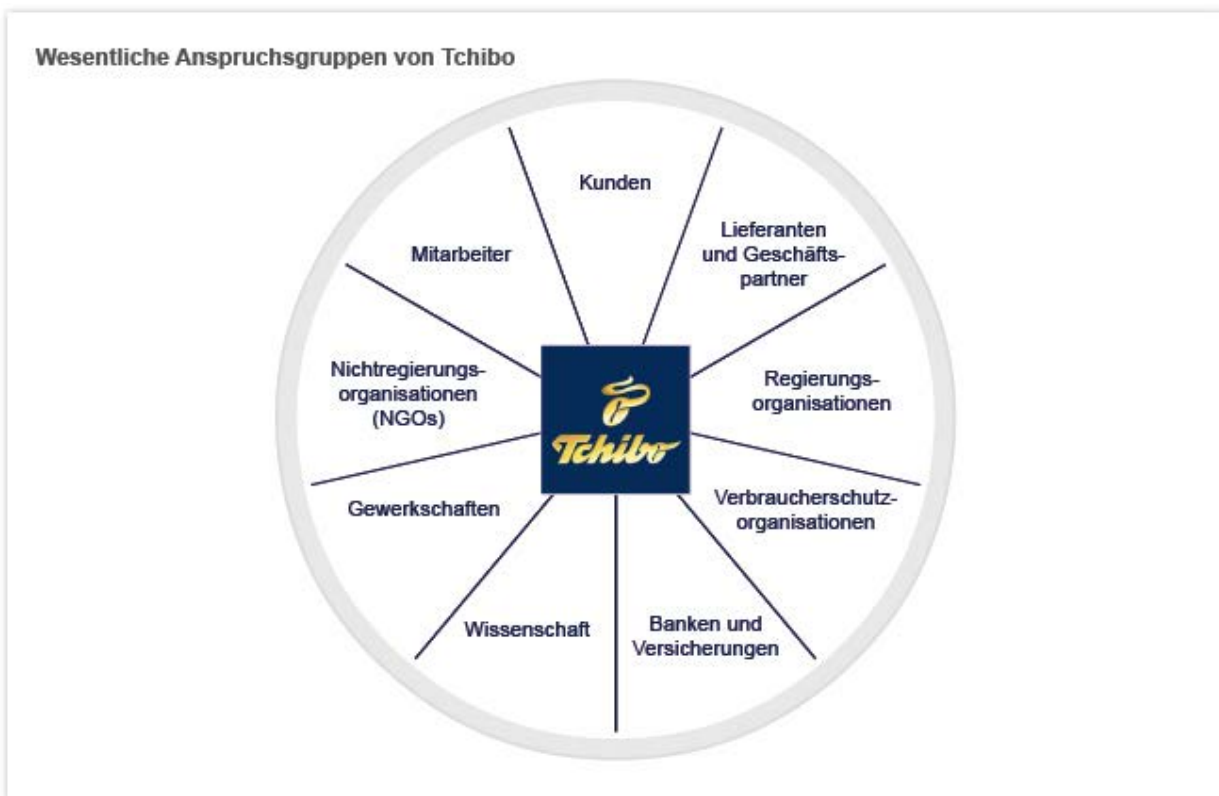 Wesentliche Anspruchsgruppen von Tchibo
Kunden
Lieferanten
und Geschäfts-
partner
Regierungs-
organisationen
Verbraucherschutz-
organisationen
Banken und
Versicherungen
Wissenschaft
Gewerkschaften
Nichtregierungs-
organisationen
(NGOs)
Mitarbeiter
Tchibo